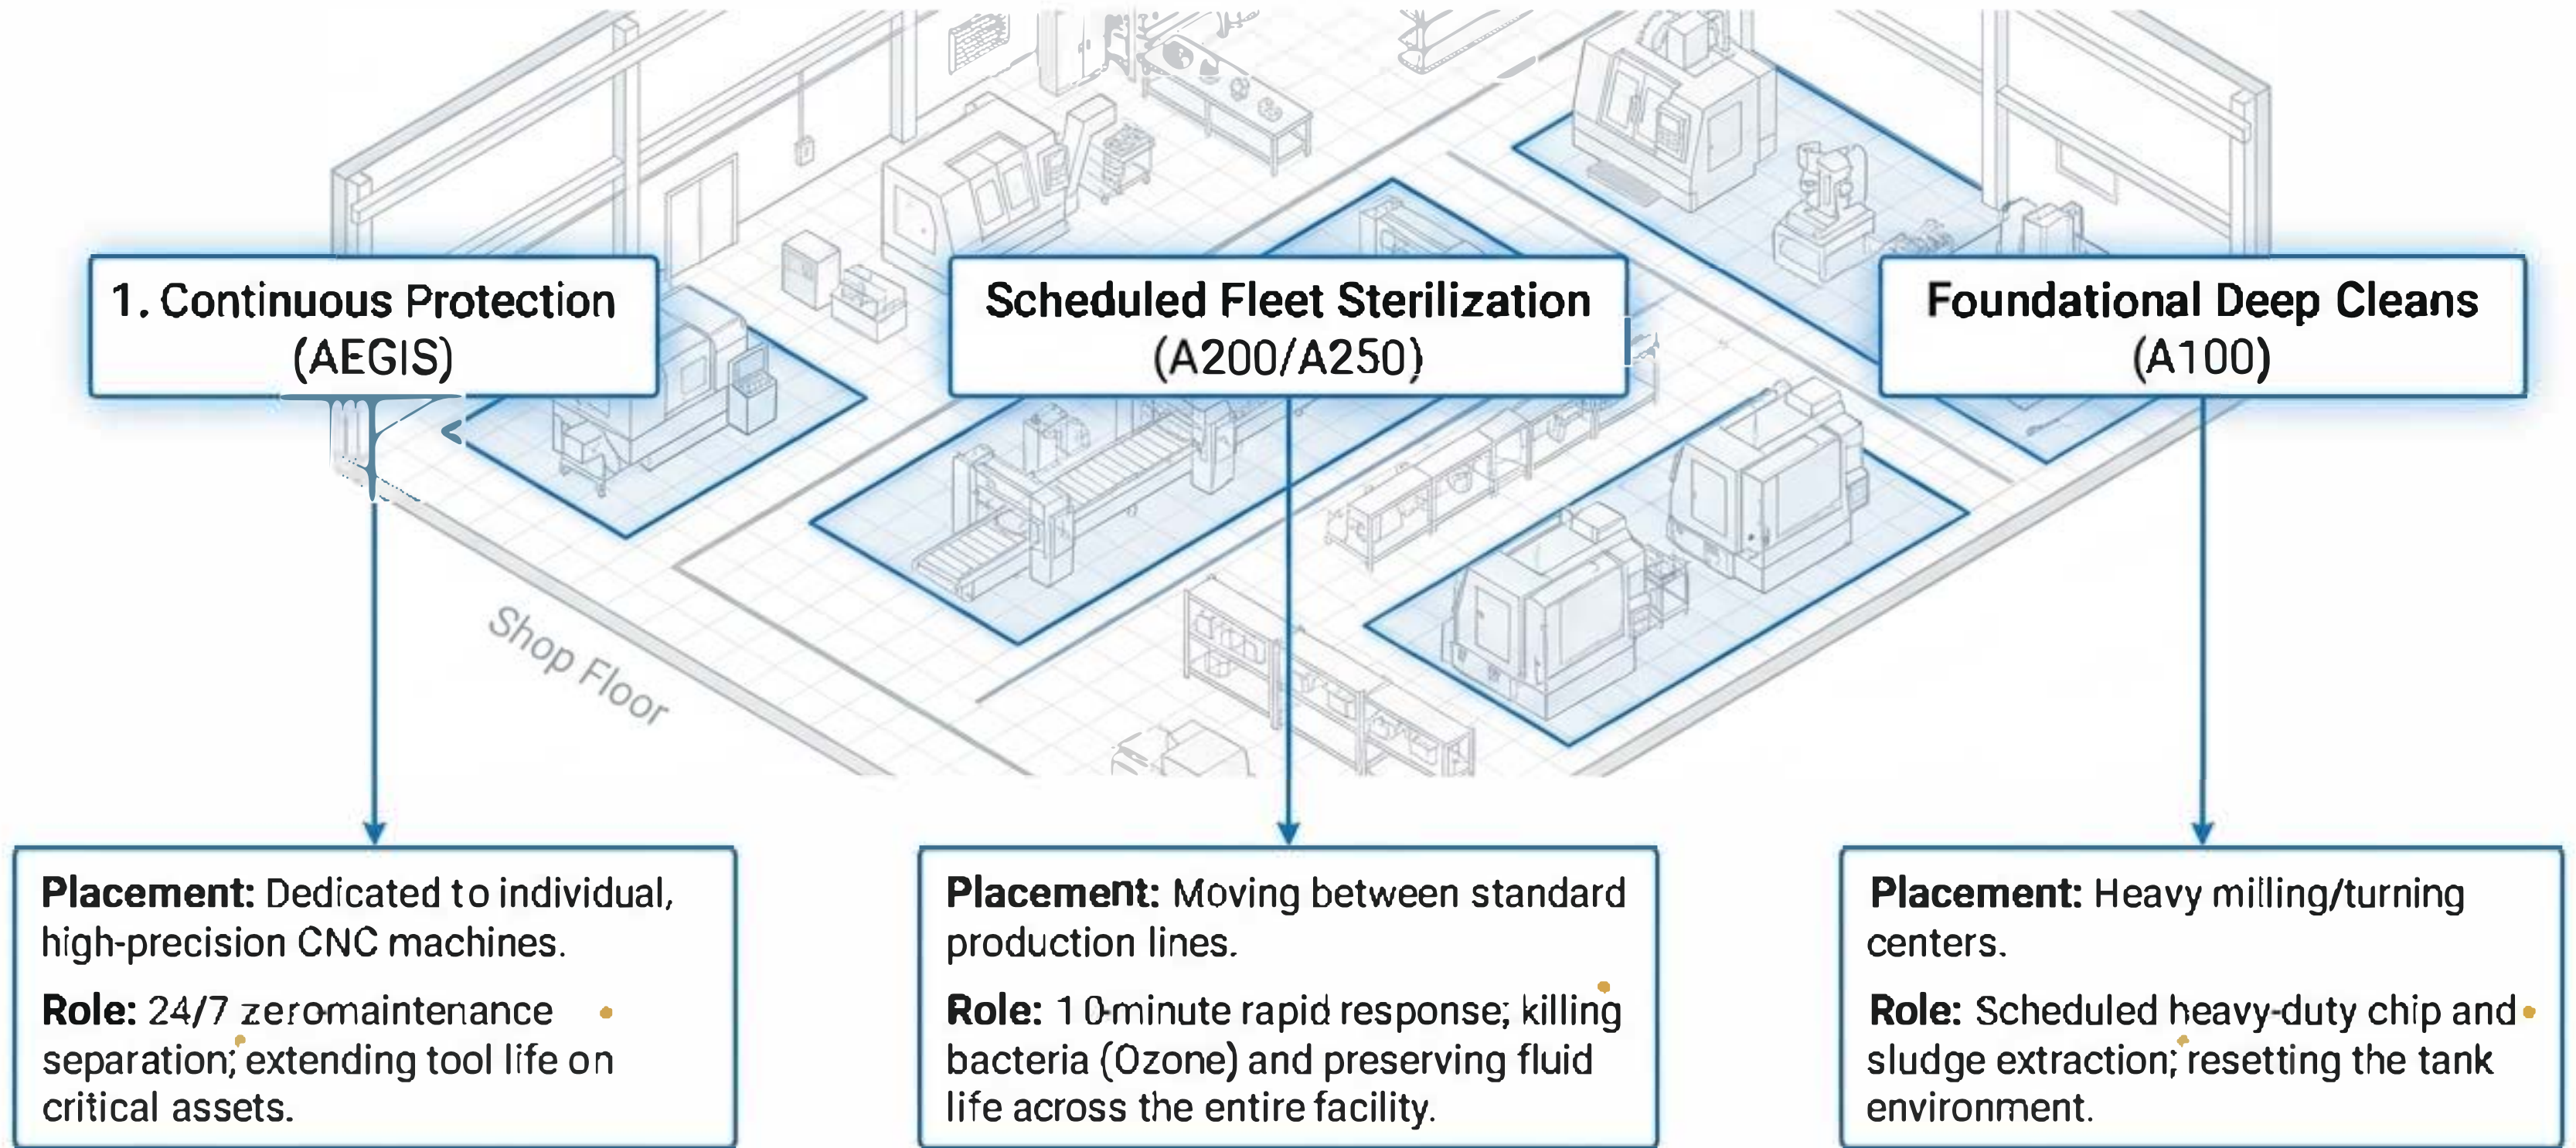 1. Continuous Protection
(AEGIS)
Scheduled Fleet Sterilization
(A200/A250)
Foundational Deep Cleans
(A100)
Shop Floor
Placement: Dedicated to individual,
high-precision CNC machines.
Role: 24/7 zeromaintenance
separation; extending tool life on
critical assets.
Placement: Moving between standard
production lines.
Role: 10-minute rapid response; killing
bacteria (Ozone) and preserving fluid
life across the entire facility.
Placement: Heavy milling/turning
centers.
Role: Scheduled heavy-duty chip and
sludge extraction; resetting the tank
environment.